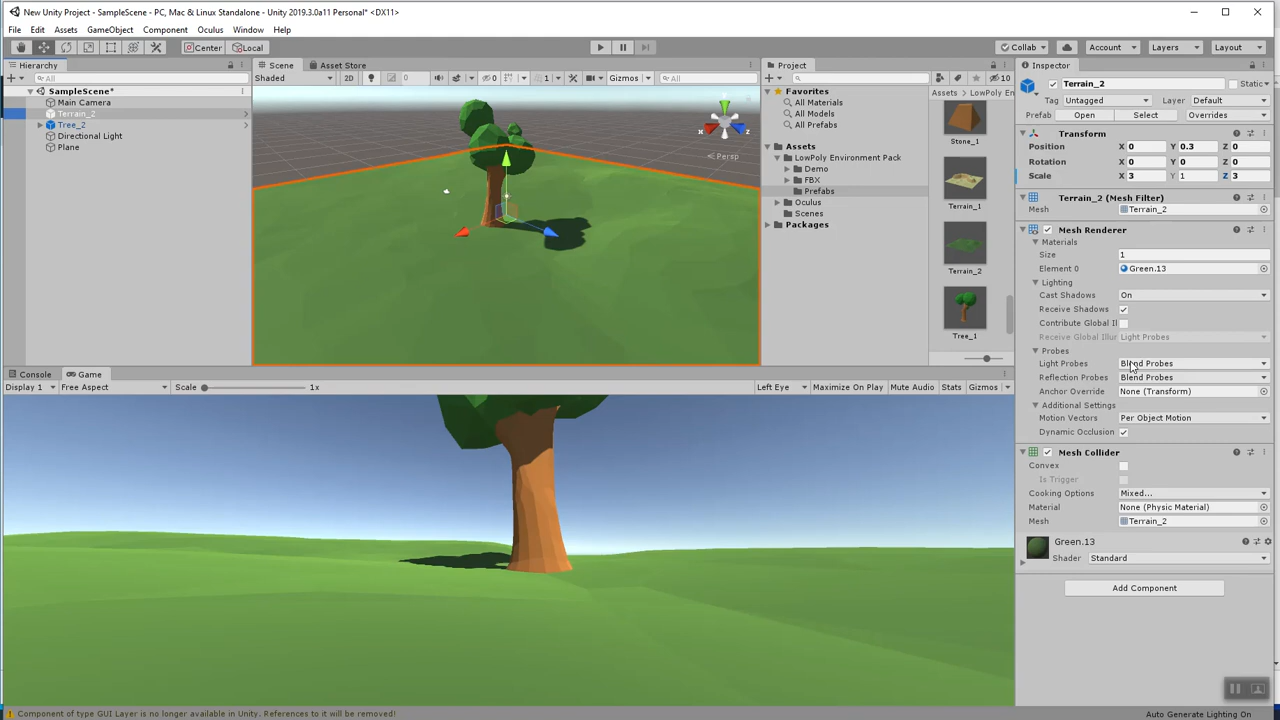 New Unity Project - SampleScene - PC, Mac & Linux Standalone - Unity 2019.3.0a11 Personal* <DX11>
File Edit Assets GameObject Component Oculus Window Help
Center Local Collab Account Layers Layout
Hierarchy
All
SampleScene*
Main Camera
Terrain_2
Tree_2
Directional Light
Plane
Scene Asset Store
Shaded 2D 0 0 1 Gizmos All
x z
Persp
Console Game
Display 1 Free Aspect Scale 1x Left Eye Maximize On Play Mute Audio Stats Gizmos
Project
10
Favorites
All Materials
All Models
All Prefabs
Assets
LowPoly Environment Pack
Demo
FBX
Prefabs
Oculus
Scenes
Packages
Assets > LowPoly En
Stone_1
Terrain_1
Terrain_2
Tree_1
Inspector
Terrain_2 Static
Tag Untagged Layer Default
Prefab Open Select Overrides
Transform
Position X 0 Y 0.3 Z 0
Rotation X 0 Y 0 Z 0
Scale X 3 Y 1 Z 3
Terrain_2 (Mesh Filter)
Mesh Terrain_2
Mesh Renderer
Materials
Size 1
Element 0 Green.13
Lighting
Cast Shadows On
Receive Shadows
Contribute Global Il
Receive Global Illur Light Probes
Probes
Light Probes Blend Probes
Reflection Probes Blend Probes
Anchor Override None (Transform)
Additional Settings
Motion Vectors Per Object Motion
Dynamic Occlusion
Mesh Collider
Convex
Is Trigger
Cooking Options Mixed...
Material None (Physic Material)
Mesh Terrain_2
Green.13
Shader Standard
Add Component
Component of type GUI Layer is no longer available in Unity. References to it will be removed!
Auto Generate Lighting On